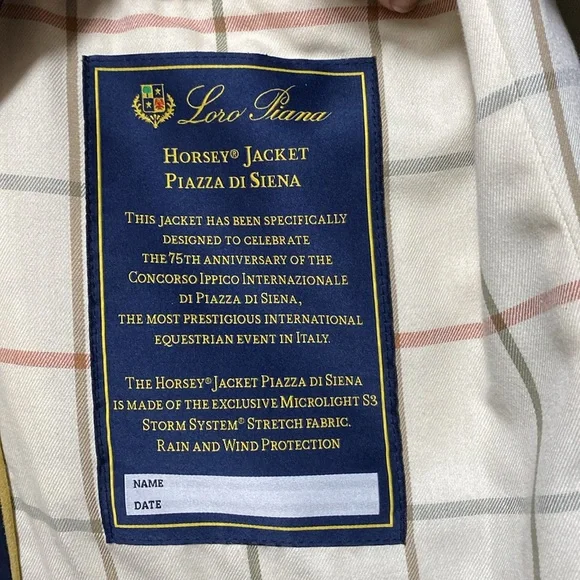 Loro Piana
HORSEY® JACKET
PIAZZA DI SIENA
THIS JACKET HAS BEEN SPECIFICALLY
DESIGNED TO CELEBRATE
THE 75TH ANNIVERSARY OF THE
CONCORSO IPPICO INTERNAZIONALE
DI PIAZZA DI SIENA,
THE MOST PRESTIGIOUS INTERNATIONAL
EQUESTRIAN EVENT IN ITALY.
THE HORSEY® JACKET PIAZZA DI SIENA
IS MADE OF THE EXCLUSIVE MICROLIGHT S3
STORM SYSTEM® STRETCH FABRIC.
RAIN AND WIND PROTECTION
NAME
DATE